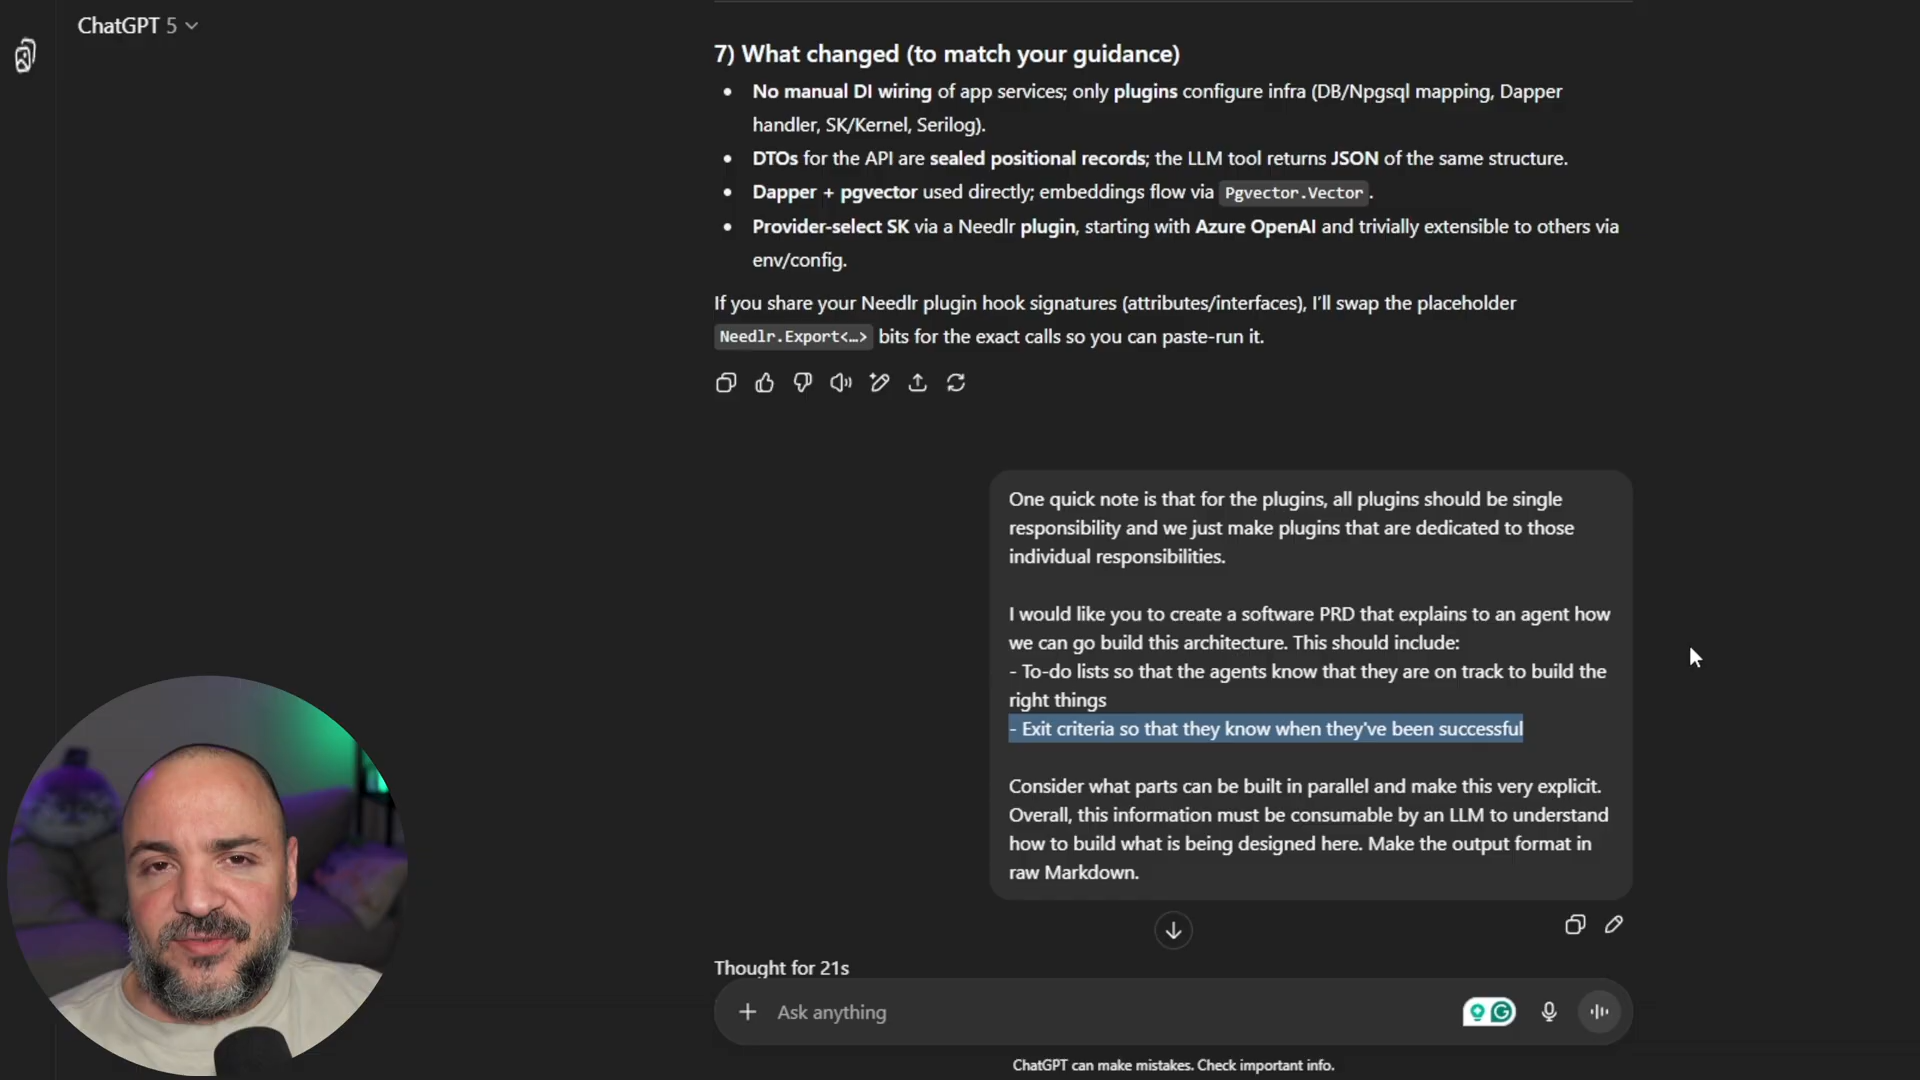 ChatGPT 5
7) What changed (to match your guidance)
• No manual DI wiring of app services; only plugins configure infra (DB/Npgsql mapping, Dapper
handler, SK/Kernel, Serilog).
• DTOs for the API are sealed positional records; the LLM tool returns JSON of the same structure.
• Dapper + pgvector used directly; embeddings flow via Pgvector.Vector.
• Provider-select SK via a Needlr plugin, starting with Azure OpenAI and trivially extensible to others via
env/config.
If you share your Needlr plugin hook signatures (attributes/interfaces), I’ll swap the placeholder
Needlr.Export<…> bits for the exact calls so you can paste-run it.
One quick note is that for the plugins, all plugins should be single
responsibility and we just make plugins that are dedicated to those
individual responsibilities.
I would like you to create a software PRD that explains to an agent how
we can go build this architecture. This should include:
- To-do lists so that the agents know that they are on track to build the
right things
- Exit criteria so that they know when they've been successful
Consider what parts can be built in parallel and make this very explicit.
Overall, this information must be consumable by an LLM to understand
how to build what is being designed here. Make the output format in
raw Markdown.
Thought for 21s
Ask anything
ChatGPT can make mistakes. Check important info.